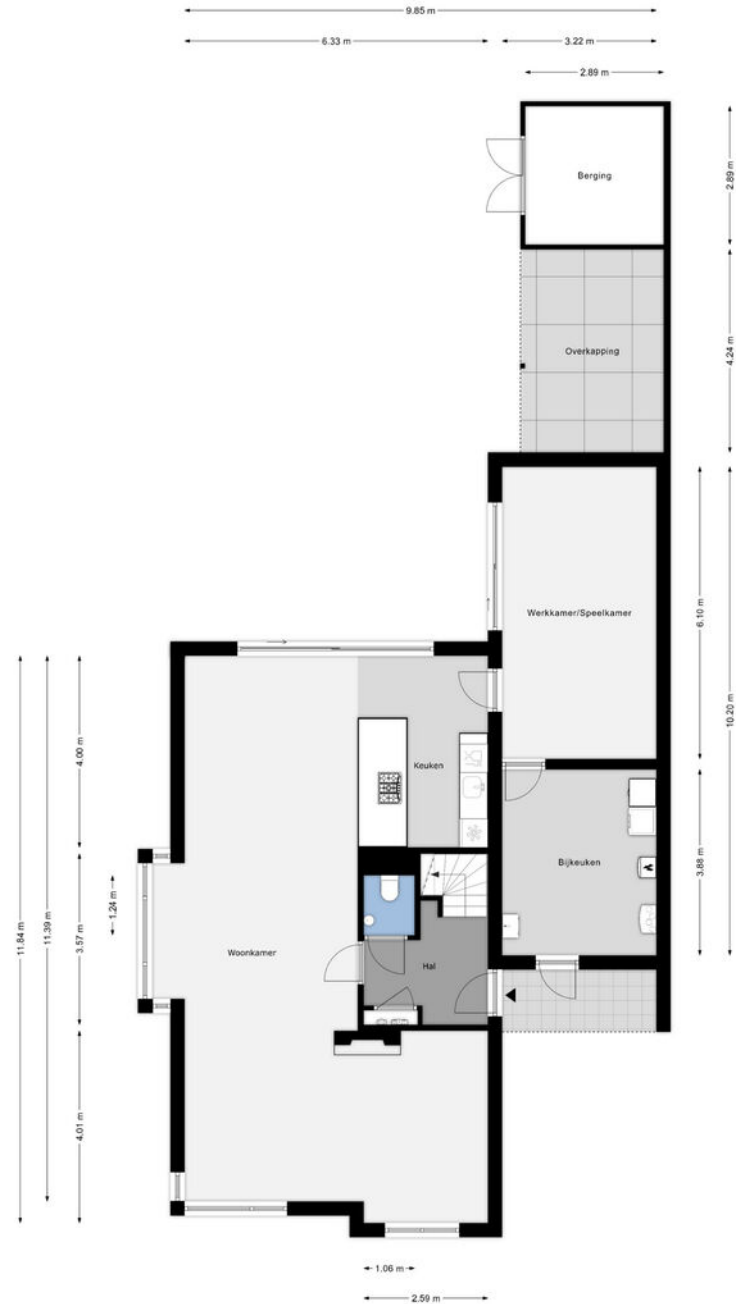 9.85 m
6.33 m
3.22 m
2.89 m
Berging
2.89 m
Overkapping
4.24 m
Werkkamer/Speelkamer
6.10 m
10.20 m
Keuken
4.00 m
Bijkeuken
3.88 m
1.24 m
3.57 m
11.39 m
11.84 m
Woonkamer
Hal
4.01 m
1.06 m
2.59 m